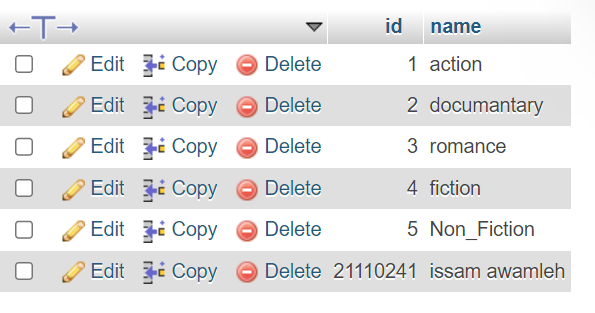 id name
Edit Copy Delete 1 action
Edit Copy Delete 2 documantary
Edit Copy Delete 3 romance
Edit Copy Delete 4 fiction
Edit Copy Delete 5 Non_Fiction
Edit Copy Delete 21110241 issam awamleh